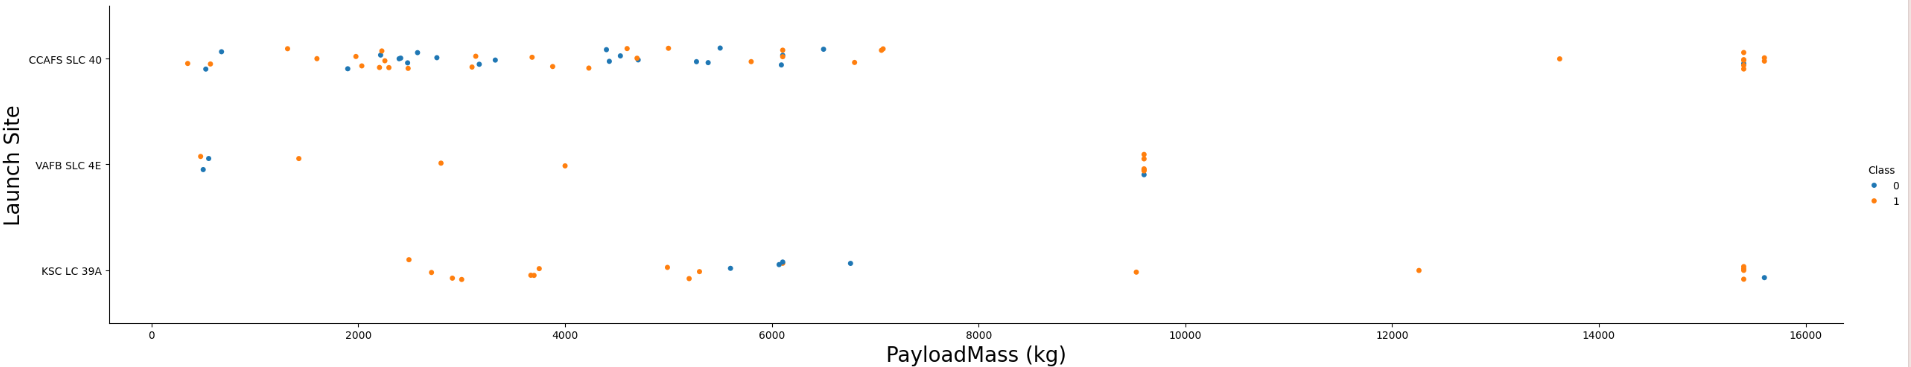 Launch Site
CCAFS SLC 40
VAFB SLC 4E
KSC LC 39A
0 2000 4000 6000 8000 10000 12000 14000 16000
PayloadMass (kg)
Class
0
1